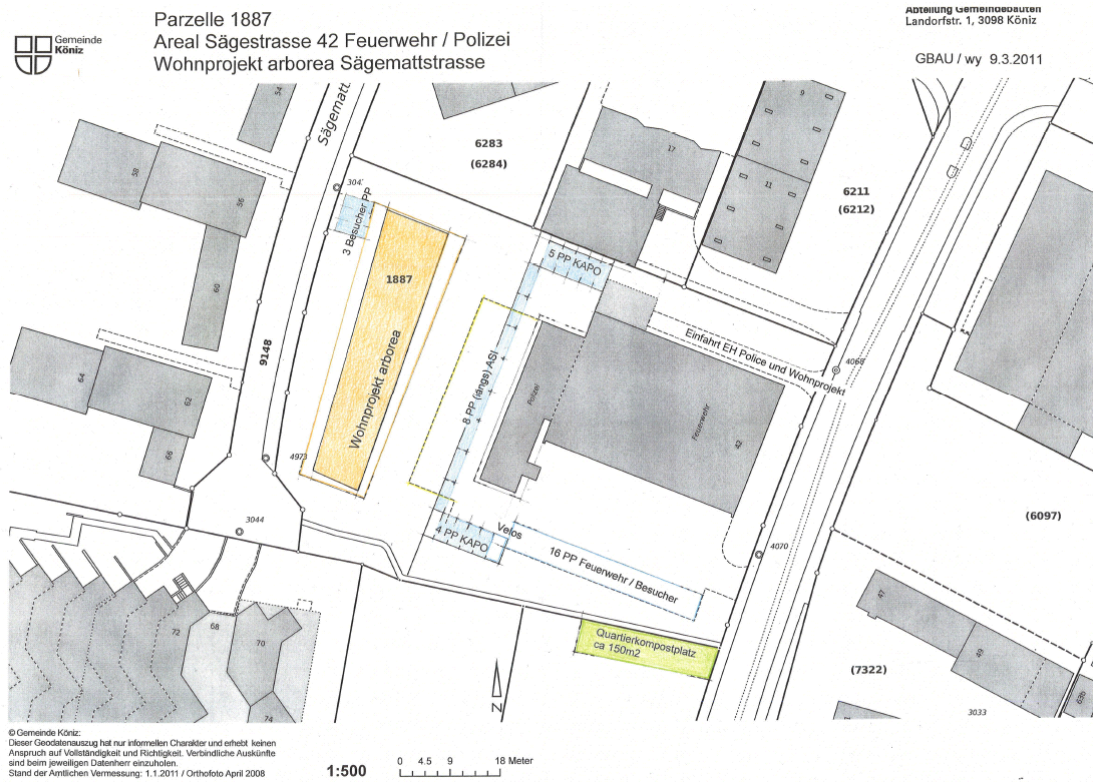 Gemeinde
Köniz
Parzelle 1887
Areal Sägestrasse 42 Feuerwehr / Polizei
Wohnprojekt arborea Sägemattstrasse
Abteilung Gemeindebauten
Landorfstr. 1, 3098 Köniz
GBAU / wy 9.3.2011
54
Sägematt
6283
(6284)
9
17
11
58
56
304
3 Besucher PP
6211
(6212)
5 PP KAPO
1887
60
Einfahrt EH Police und Wohnprojekt
4060
9148
Wohnprojekt arborea
8 PP (längs) ASI
Polizei
Feuerwehr
42
64
62
66
4973
3044
Velos
4 PP KAPO
16 PP Feuerwehr / Besucher
4070
(6097)
47
49
63b
72
68
70
74
Quartierkompostplatz
ca 150m2
(7322)
3033
N
© Gemeinde Köniz:
Dieser Geodatenauszug hat nur informellen Charakter und erhebt keinen
Anspruch auf Vollständigkeit und Richtigkeit. Verbindliche Auskünfte
sind beim jeweiligen Datenherr einzuholen.
Stand der Amtlichen Vermessung: 1.1.2011 / Orthofoto April 2008
1:500
0 4.5 9 18 Meter